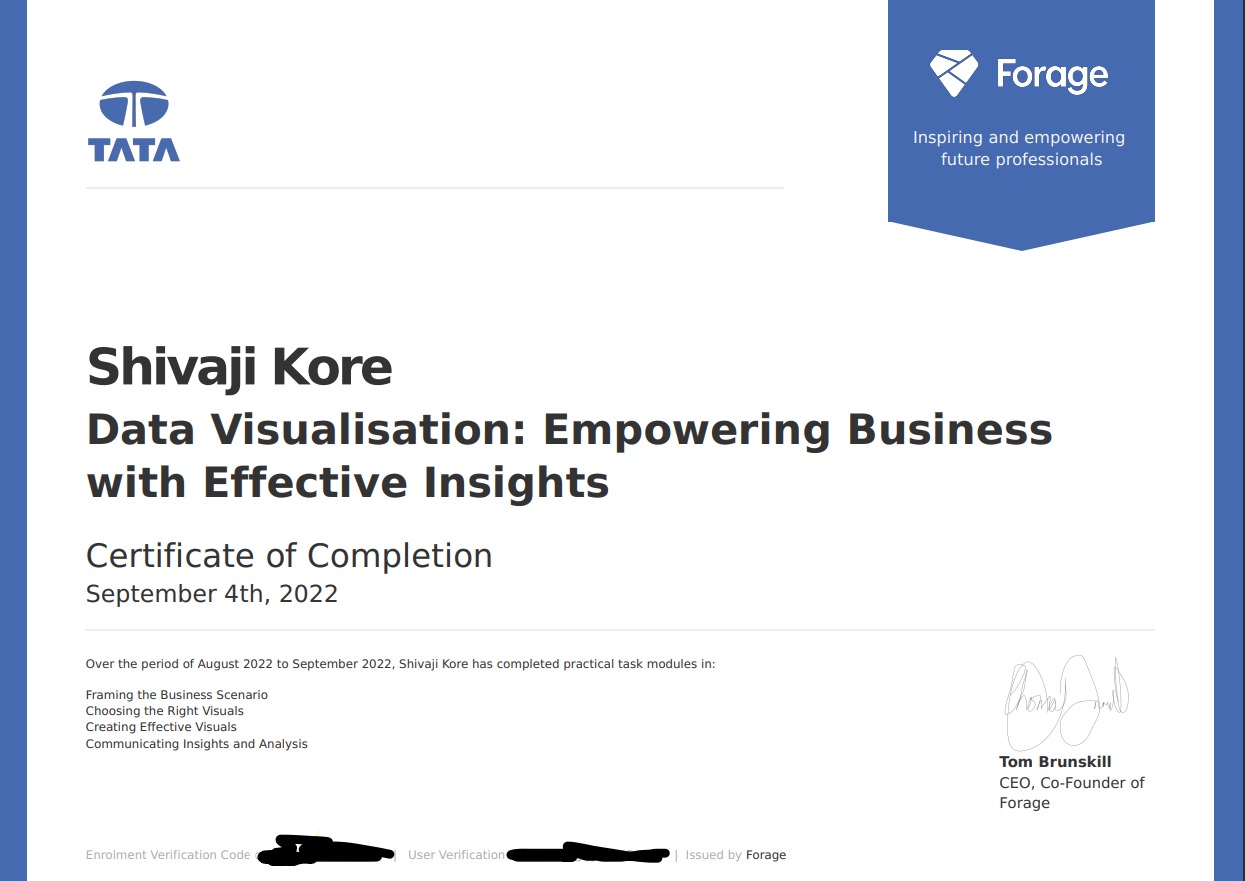 TATA
Forage
Inspiring and empowering
future professionals
Shivaji Kore
Data Visualisation: Empowering Business
with Effective Insights
Certificate of Completion
September 4th, 2022
Over the period of August 2022 to September 2022, Shivaji Kore has completed practical task modules in:
Framing the Business Scenario
Choosing the Right Visuals
Creating Effective Visuals
Communicating Insights and Analysis
Tom Brunskill
CEO, Co-Founder of
Forage
Enrolment Verification Code | User Verification | Issued by Forage